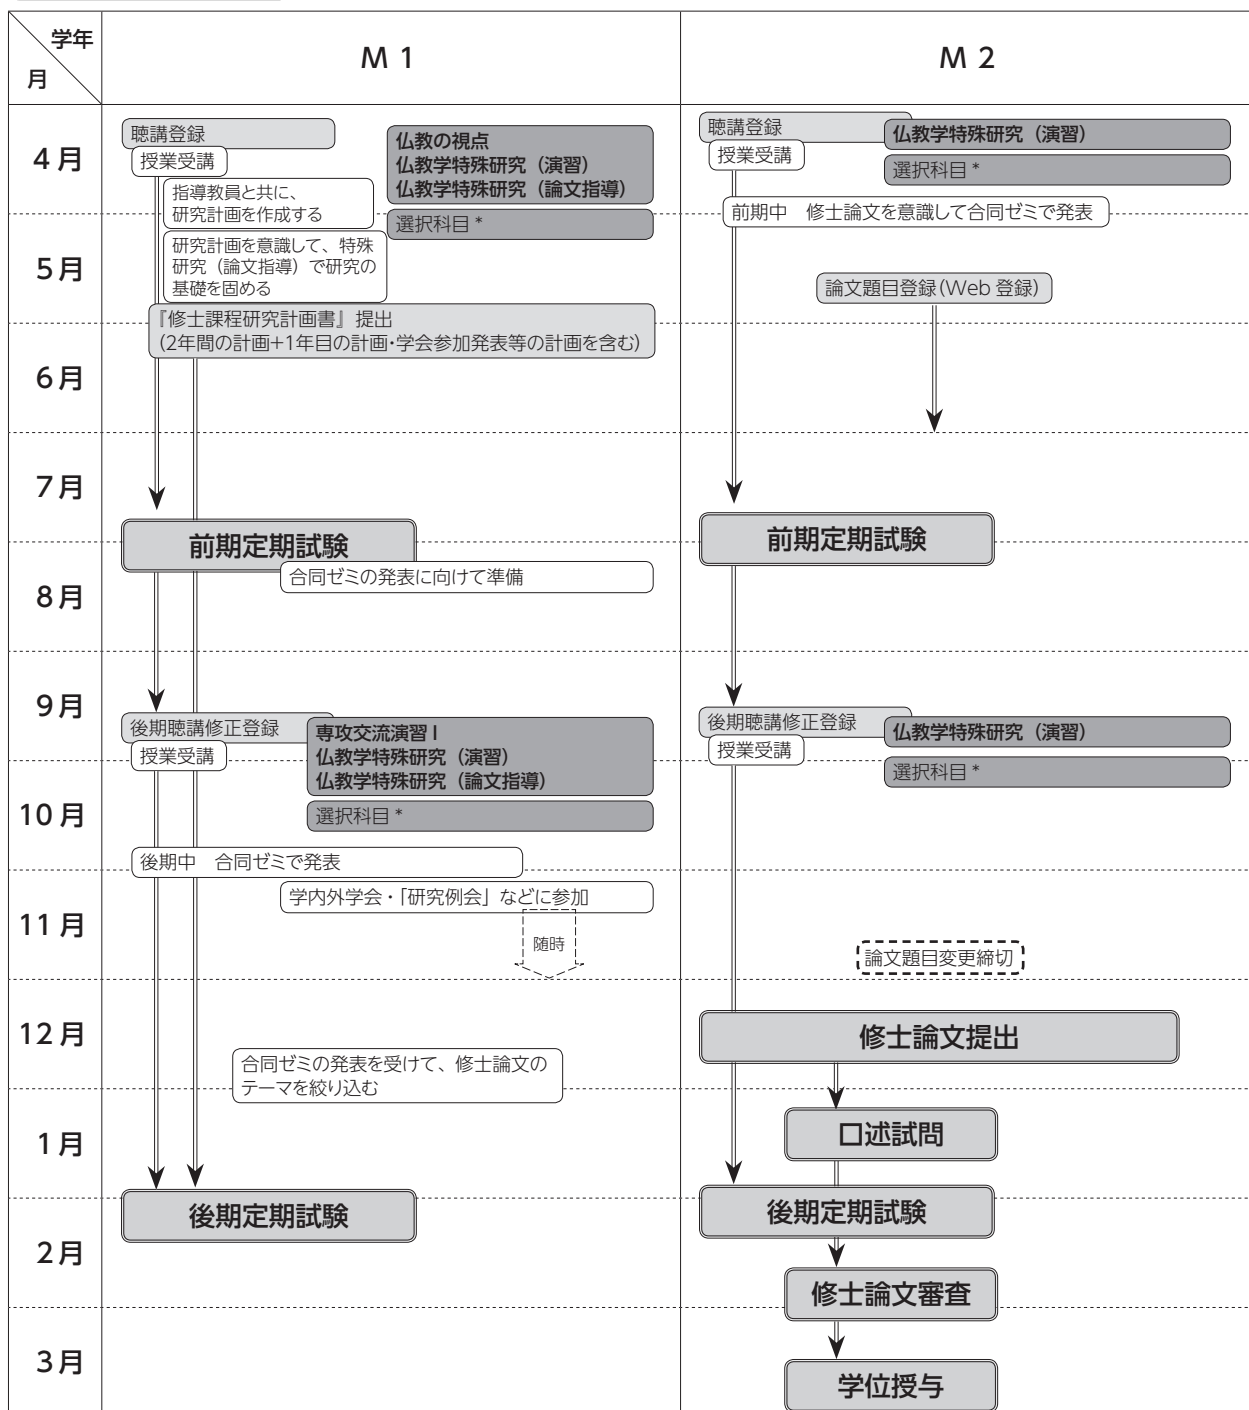 学年
月
M 1
M 2
4月
聴講登録
授業受講
指導教員と共に、
研究計画を作成する
仏教の視点
仏教学特殊研究（演習）
仏教学特殊研究（論文指導）
選択科目 *
聴講登録
授業受講
仏教学特殊研究（演習）
選択科目 *
前期中　修士論文を意識して合同ゼミで発表
5月
研究計画を意識して、特殊
研究（論文指導）で研究の
基礎を固める
論文題目登録（Web 登録）
『修士課程研究計画書』提出
（2年間の計画+1年目の計画・学会参加発表等の計画を含む）
6月
7月
前期定期試験
前期定期試験
合同ゼミの発表に向けて準備
8月
9月
後期聴講修正登録
授業受講
専攻交流演習Ⅰ
仏教学特殊研究（演習）
仏教学特殊研究（論文指導）
選択科目 *
後期聴講修正登録
授業受講
仏教学特殊研究（演習）
選択科目 *
10月
後期中　合同ゼミで発表
学内外学会・「研究例会」などに参加
11月
随時
論文題目変更締切
12月
修士論文提出
合同ゼミの発表を受けて、修士論文の
テーマを絞り込む
1月
口述試問
後期定期試験
後期定期試験
2月
修士論文審査
3月
学位授与